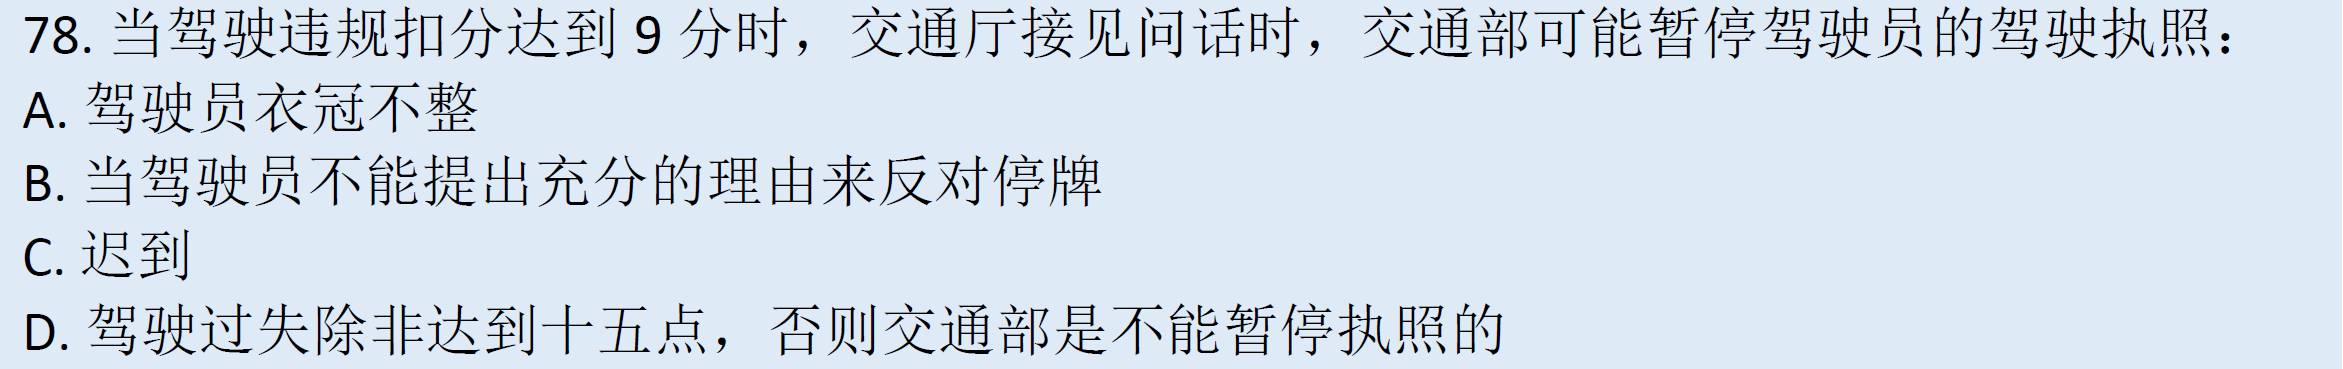 78. 当驾驶违规扣分达到 9 分时，交通厅接见问话时，交通部可能暂停驾驶员的驾驶执照：
A. 驾驶员衣冠不整
B. 当驾驶员不能提出充分的理由来反对停牌
C. 迟到
D. 驾驶过失除非达到十五点，否则交通部是不能暂停执照的